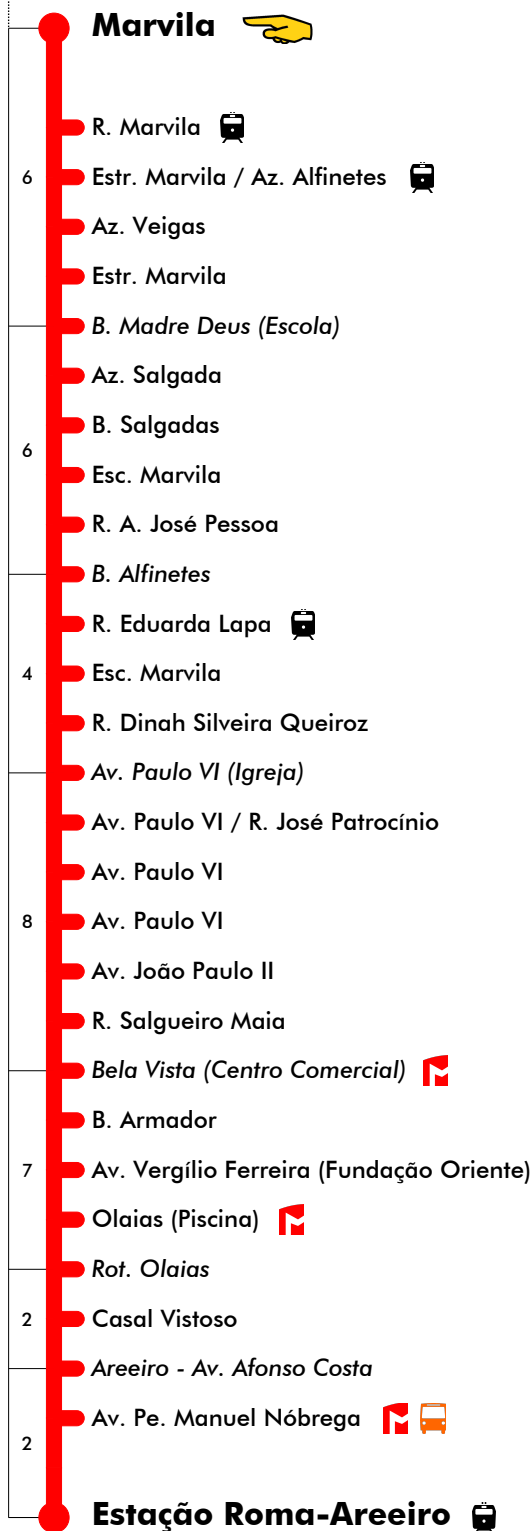 Marvila
R. Marvila
6
Estr. Marvila / Az. Alfinetes
Az. Veigas
Estr. Marvila
B. Madre Deus (Escola)
Az. Salgada
B. Salgadas
6
Esc. Marvila
R. A. José Pessoa
B. Alfinetes
R. Eduarda Lapa
4
Esc. Marvila
R. Dinah Silveira Queiroz
Av. Paulo VI (Igreja)
Av. Paulo VI / R. José Patrocínio
Av. Paulo VI
8
Av. Paulo VI
Av. João Paulo II
R. Salgueiro Maia
Bela Vista (Centro Comercial)
B. Armador
7
Av. Vergílio Ferreira (Fundação Oriente)
Olaias (Piscina)
Rot. Olaias
2
Casal Vistoso
Areeiro - Av. Afonso Costa
Av. Pe. Manuel Nóbrega
2
Estação Roma-Areeiro